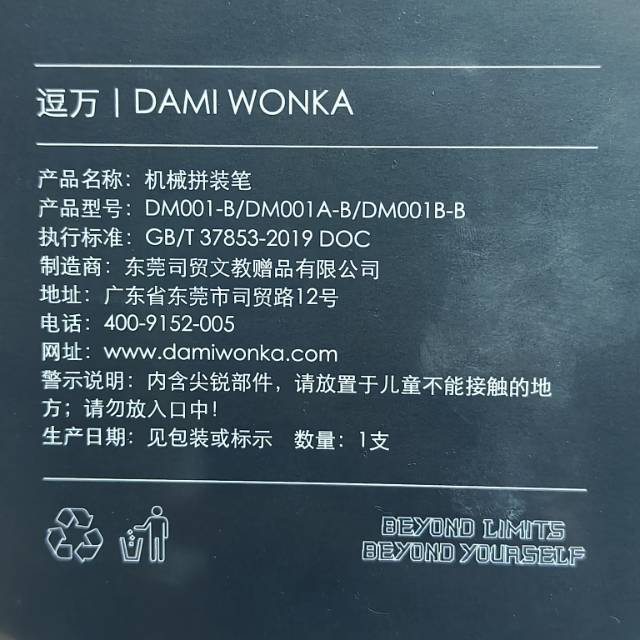 逗万 | DAMI WONKA
产品名称：机械拼装笔
产品型号：DM001-B/DM001A-B/DM001B-B
执行标准：GB/T 37853-2019 DOC
制造商：东莞司贸文教赠品有限公司
地址：广东省东莞市司贸路12号
电话：400-9152-005
网址：www.damiwonka.com
警示说明：内含尖锐部件，请放置于儿童不能接触的地
方；请勿放入口中！
生产日期：见包装或标示 数量：1支
BEYOND LIMITS
BEYOND YOURSELF